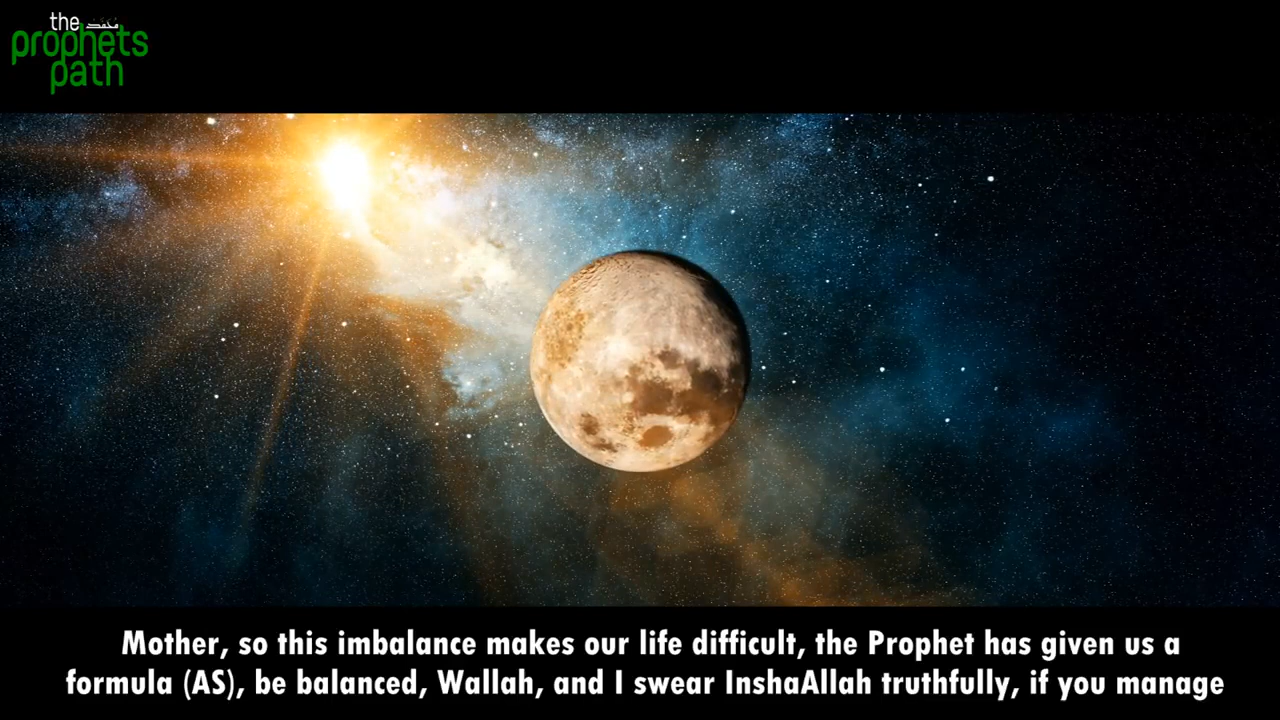 the محمد
prophets
path
Mother, so this imbalance makes our life difficult, the Prophet has given us a
formula (AS), be balanced, Wallah, and I swear InshaAllah truthfully, if you manage